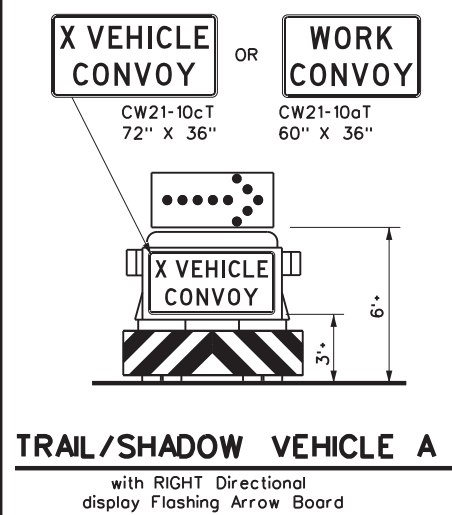 X VEHICLE
CONVOY
OR
WORK
CONVOY
CW21-10cT
72" X 36"
CW21-10aT
60" X 36"
X VEHICLE
CONVOY
6'+
3'+
TRAIL/SHADOW VEHICLE A
with RIGHT Directional
display Flashing Arrow Board